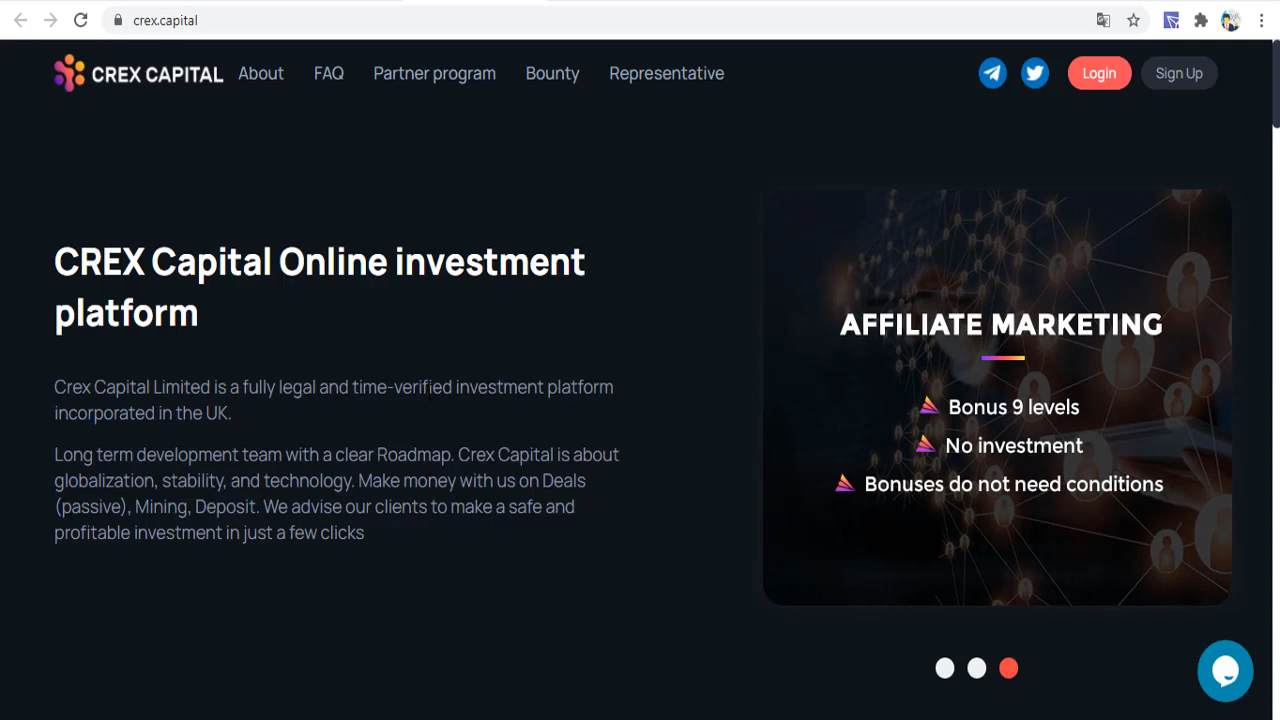 crex.capital
CREX CAPITAL About FAQ Partner program Bounty Representative Login Sign Up
CREX Capital Online investment
platform
Crex Capital Limited is a fully legal and time-verified investment platform
incorporated in the UK.
Long term development team with a clear Roadmap. Crex Capital is about
globalization, stability, and technology. Make money with us on Deals
(passive), Mining, Deposit. We advise our clients to make a safe and
profitable investment in just a few clicks
AFFILIATE MARKETING
Bonus 9 levels
No investment
Bonuses do not need conditions